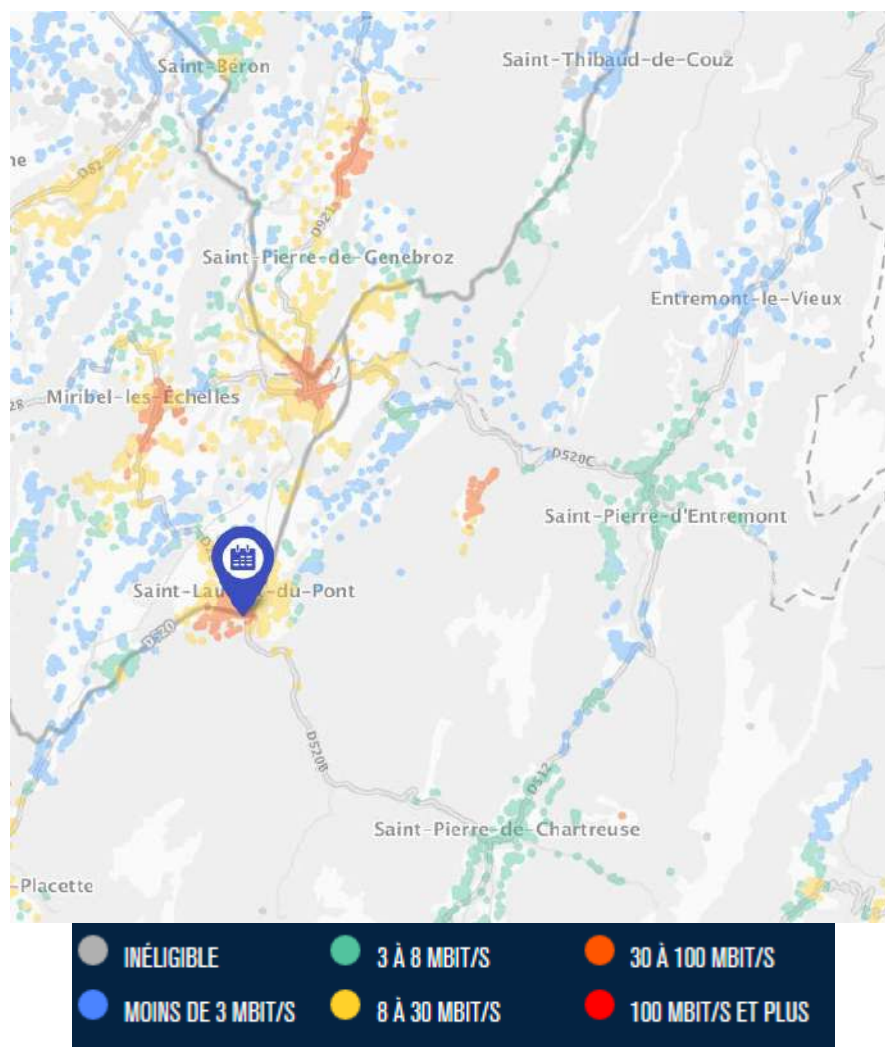 Saint-Béron
Saint-Thibaud-de-Couz
ne
D82
D921
Saint-Pierre-de-Genebroz
Entremont-le-Vieux
Miribel-les-Échelles
28
D520C
Saint-Pierre-d'Entremont
Saint-Lau du-Pont
D520
D520B
D512
Saint-Pierre-de-Chartreuse
-Placette
INÉLIGIBLE
3 À 8 MBIT/S
30 À 100 MBIT/S
MOINS DE 3 MBIT/S
8 À 30 MBIT/S
100 MBIT/S ET PLUS